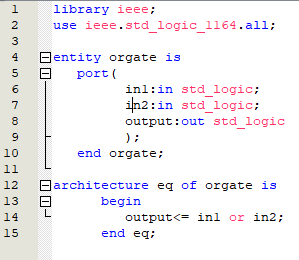 1 library ieee;
2 use ieee.std_logic_1164.all;
3
4 entity orgate is
5 port(
6 in1:in std_logic;
7 in2:in std_logic;
8 output:out std_logic
9 );
10 end orgate;
11
12 architecture eq of orgate is
13 begin
14 output<= in1 or in2;
15 end eq;